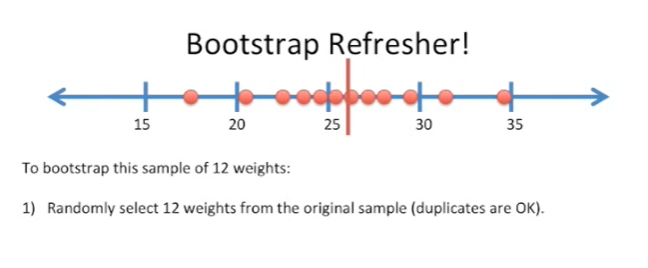 Bootstrap Refresher!
15 20 25 30 35
To bootstrap this sample of 12 weights:
1) Randomly select 12 weights from the original sample (duplicates are OK).